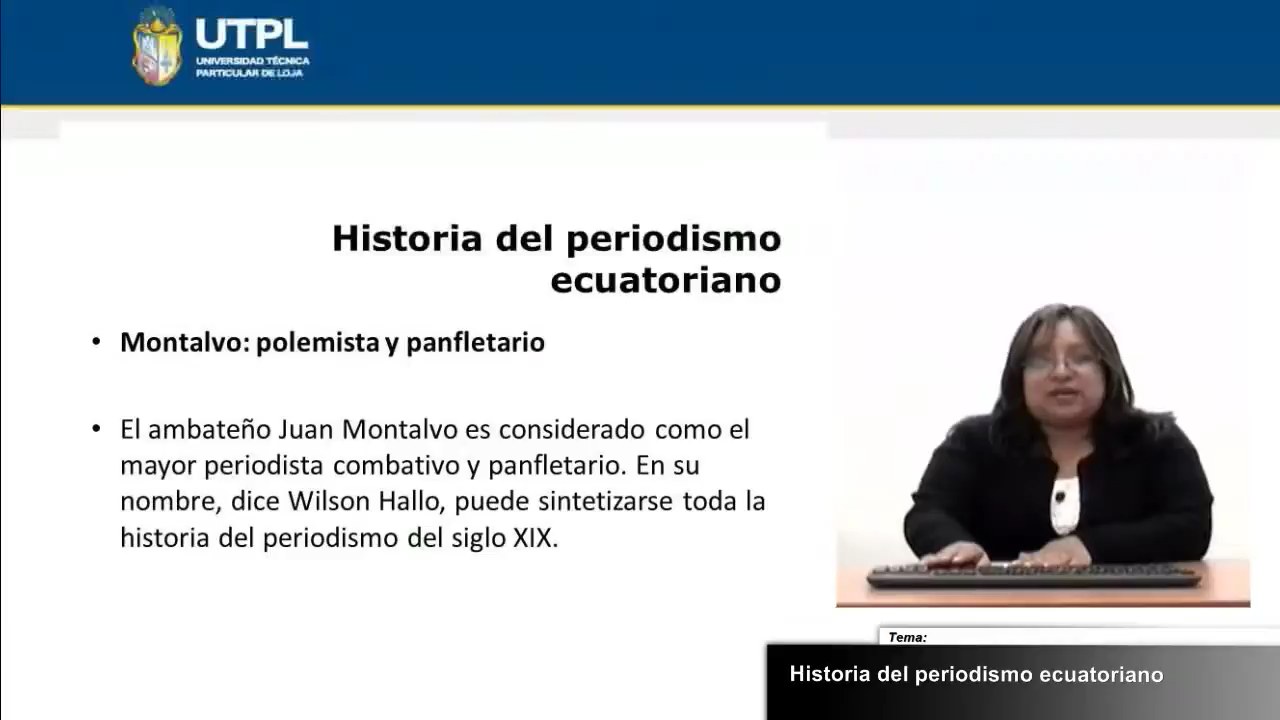 UTPL
UNIVERSIDAD TÉCNICA
PARTICULAR DE LOJA
Historia del periodismo
ecuatoriano
• Montalvo: polemista y panfletario
• El ambateño Juan Montalvo es considerado como el
mayor periodista combativo y panfletario. En su
nombre, dice Wilson Hallo, puede sintetizarse toda la
historia del periodismo del siglo XIX.
Tema:
Historia del periodismo ecuatoriano